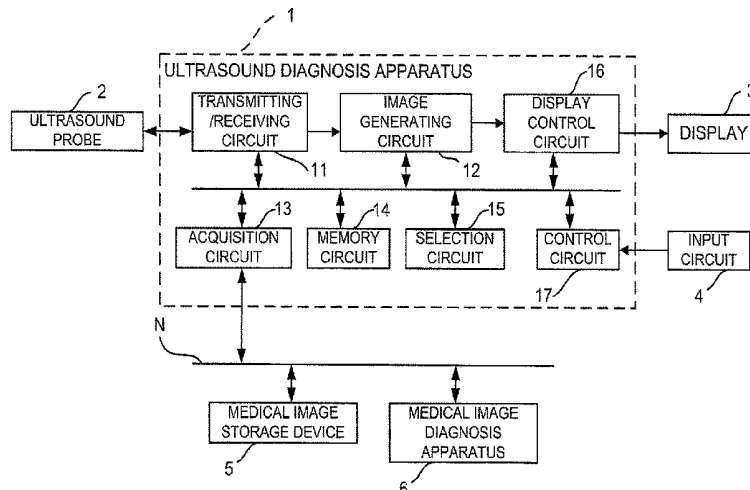 1
ULTRASOUND DIAGNOSIS APPARATUS
16
2
3
ULTRASOUND
PROBE
TRANSMITTING
/RECEIVING
CIRCUIT
IMAGE
GENERATING
CIRCUIT
DISPLAY
CONTROL
CIRCUIT
DISPLAY
11
12
13
14
15
ACQUISITION
CIRCUIT
MEMORY
CIRCUIT
SELECTION
CIRCUIT
CONTROL
CIRCUIT
INPUT
CIRCUIT
17
4
N
MEDICAL IMAGE
STORAGE DEVICE
MEDICAL IMAGE
DIAGNOSIS
APPARATUS
5
6